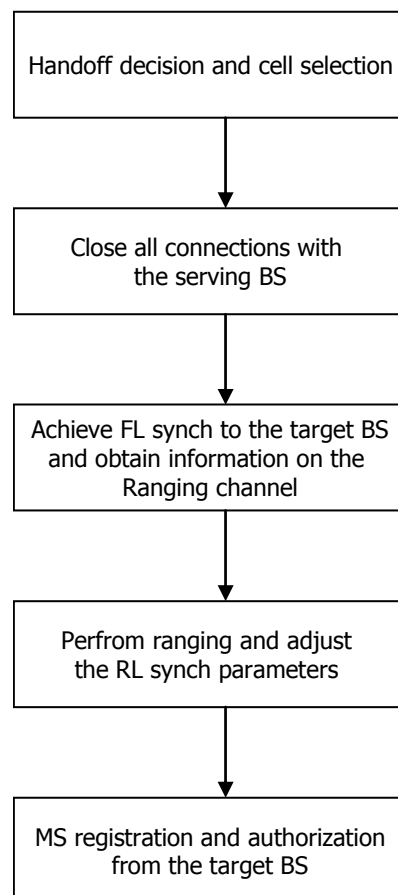 Handoff decision and cell selection
Close all connections with
the serving BS
Achieve FL synch to the target BS
and obtain information on the
Ranging channel
Perfrom ranging and adjust
the RL synch parameters
MS registration and authorization
from the target BS